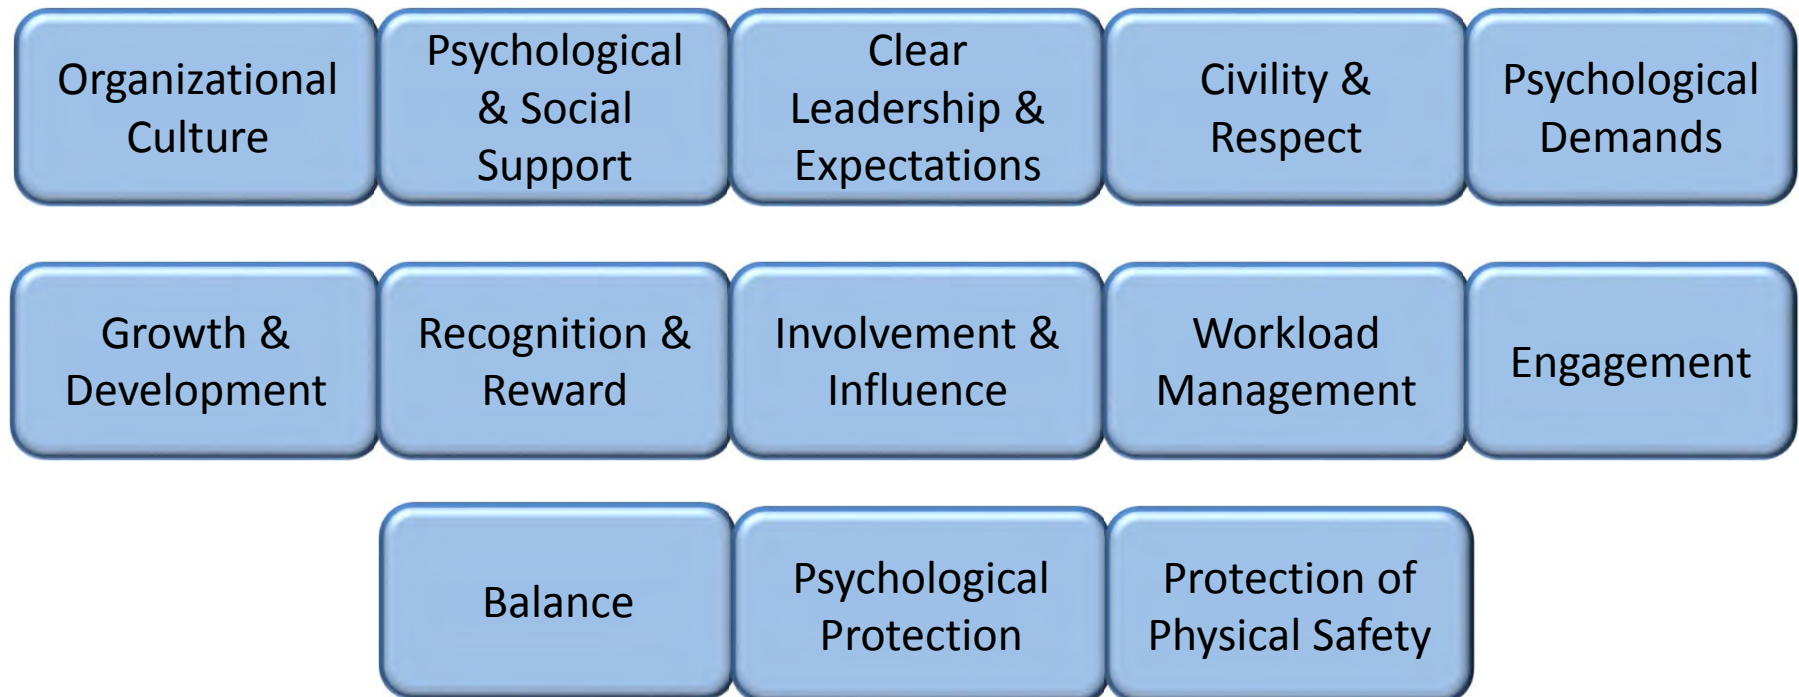 Organizational
Culture
Psychological
& Social
Support
Clear
Leadership &
Expectations
Civility &
Respect
Psychological
Demands
Growth &
Development
Recognition &
Reward
Involvement &
Influence
Workload
Management
Engagement
Balance
Psychological
Protection
Protection of
Physical Safety